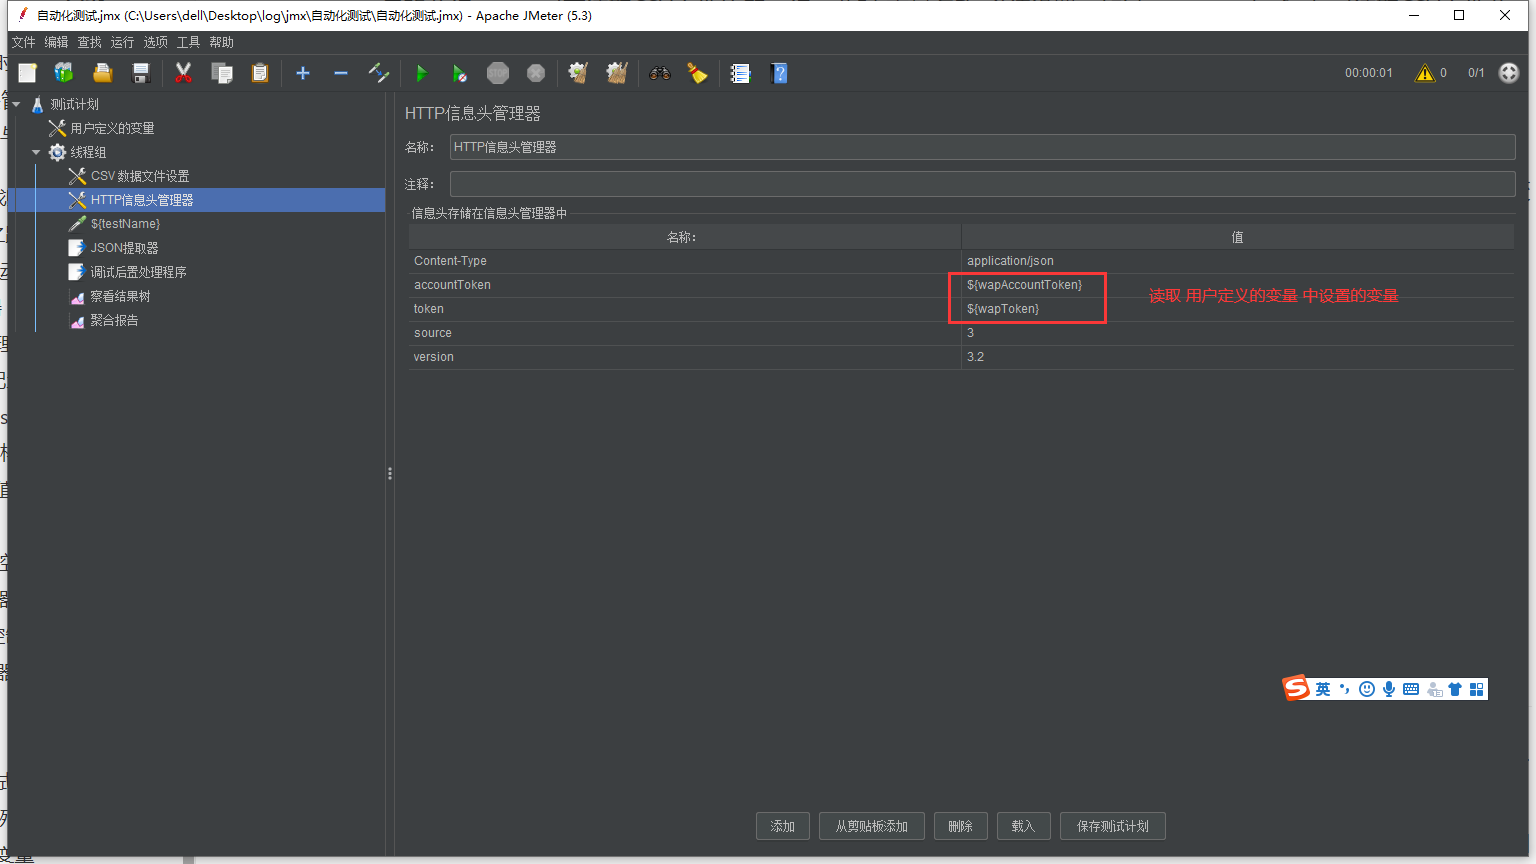 自动化测试.jmx (C:\Users\dell\Desktop\log\jmx\自动化测试\自动化测试.jmx) - Apache JMeter (5.3)
文件 编辑 查找 运行 选项 工具 帮助
STOP
00:00:01 0 0/1
测试计划
用户定义的变量
线程组
CSV 数据文件设置
HTTP信息头管理器
${testName}
JSON提取器
调试后置处理程序
察看结果树
聚合报告
HTTP信息头管理器
名称： HTTP信息头管理器
注释：
信息头存储在信息头管理器中
名称： 值
Content-Type application/json
accountToken ${wapAccountToken}
token ${wapToken}
source 3
version 3.2
读取 用户定义的变量 中设置的变量
英
添加 从剪贴板添加 删除 载入 保存测试计划